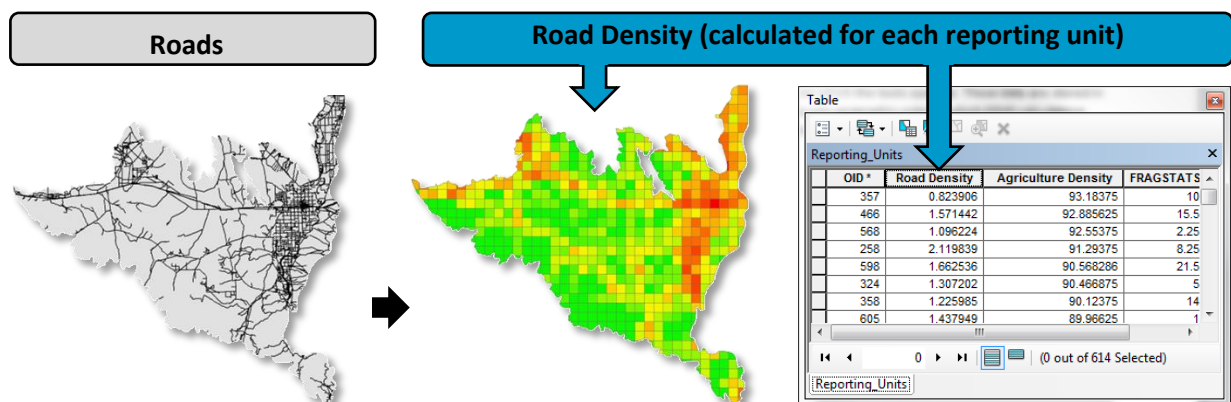 Roads
Road Density (calculated for each reporting unit)
Table
Reporting_Units
OID * Road Density Agriculture Density FRAGSTATS
357 0.823906 93.18375 10
466 1.571442 92.885625 15.5
568 1.096224 92.55375 2.25
258 2.119839 91.29375 8.25
598 1.662536 90.568286 21.5
324 1.307202 90.466875 5
358 1.225985 90.12375 14
605 1.437949 89.96625 1
0 (0 out of 614 Selected)
Reporting_Units